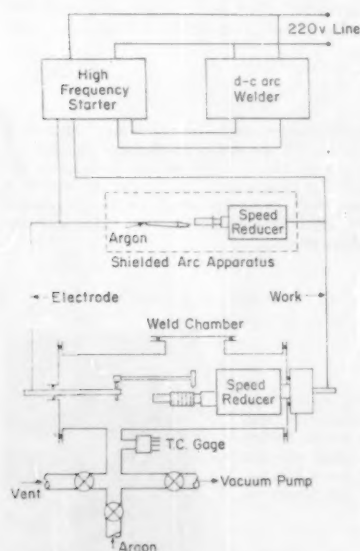 220v Line
High
Frequency
Starter
d-c arc
Welder
Argon
Speed
Reducer
Shielded Arc Apparatus
Electrode
Work
Weld Chamber
Speed
Reducer
T.C. Gage
Vent
Vacuum Pump
Argon